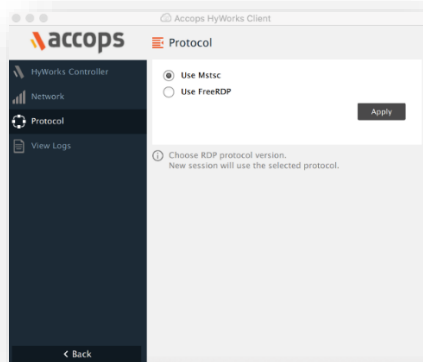 Accops HyWorks Client
accops
Protocol
HyWorks Controller
Network
Protocol
View Logs
Use Mstsc
Use FreeRDP
Apply
Choose RDP protocol version.
New session will use the selected protocol.
< Back